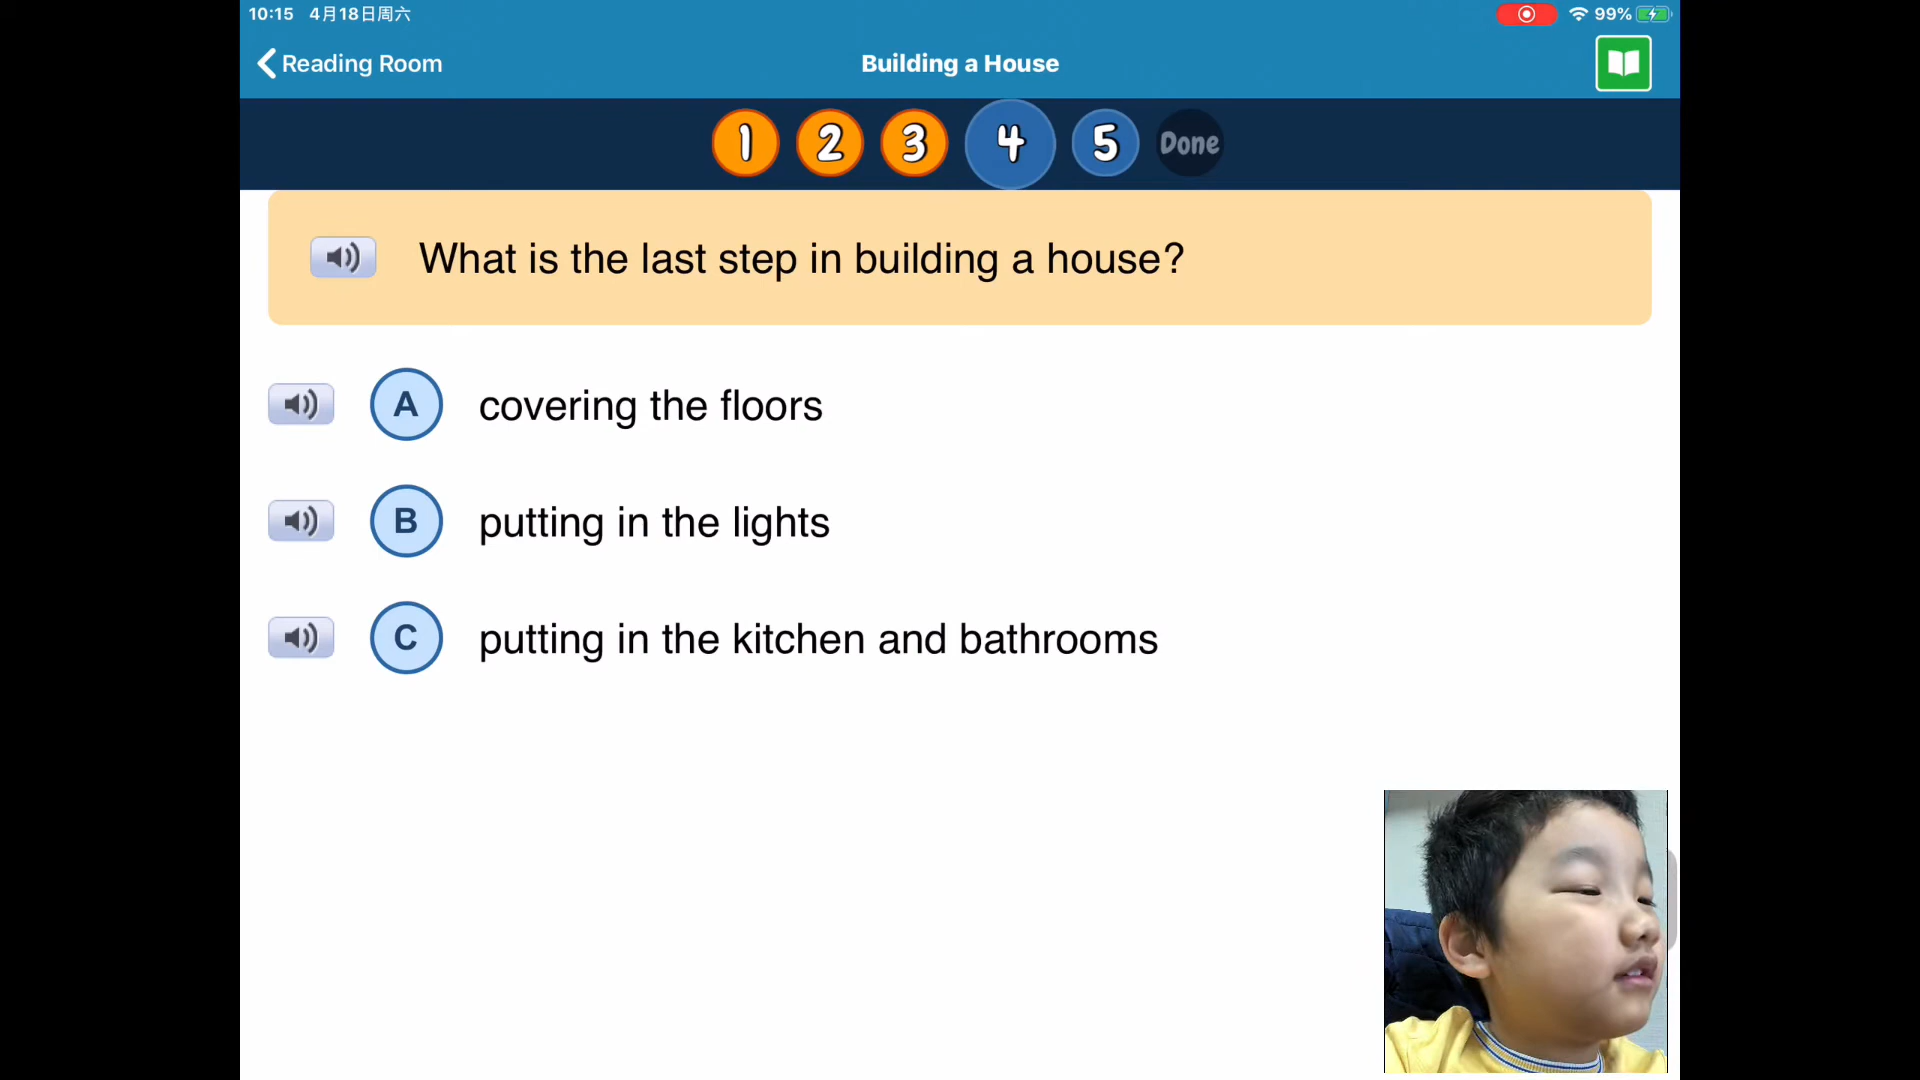 10:15 4月18日周六
99%
Reading Room
Building a House
1 2 3 4 5 Done
What is the last step in building a house?
A covering the floors
B putting in the lights
C putting in the kitchen and bathrooms